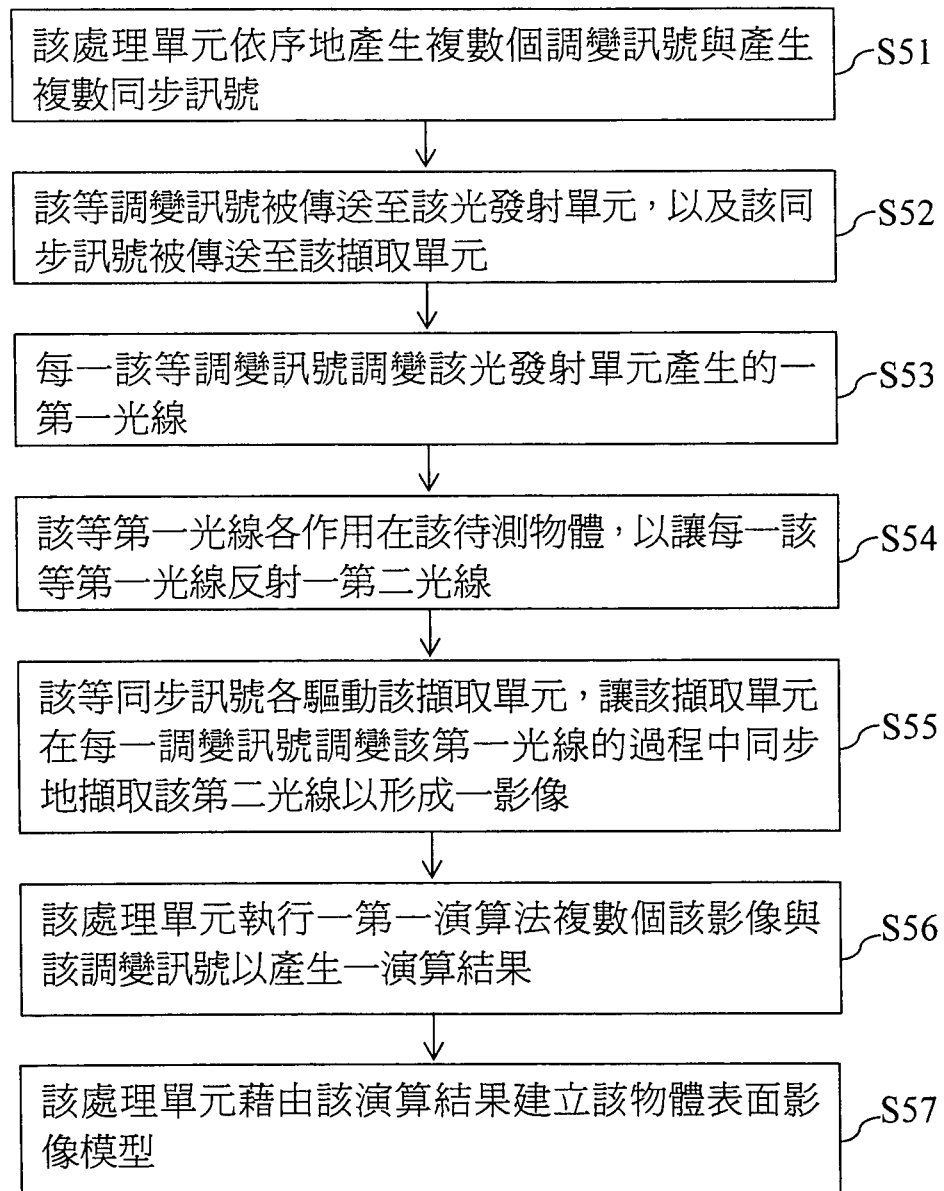 該處理單元依序地產生複數個調變訊號與產生
複數同步訊號
S51
該等調變訊號被傳送至該光發射單元，以及該同
步訊號被傳送至該擷取單元
S52
每一該等調變訊號調變該光發射單元產生的一
第一光線
S53
該等第一光線各作用在該待測物體，以讓每一該
等第一光線反射一第二光線
S54
該等同步訊號各驅動該擷取單元，讓該擷取單元
在每一調變訊號調變該第一光線的過程中同步
地擷取該第二光線以形成一影像
S55
該處理單元執行一第一演算法複數個該影像與
該調變訊號以產生一演算結果
S56
該處理單元藉由該演算結果建立該物體表面影
像模型
S57